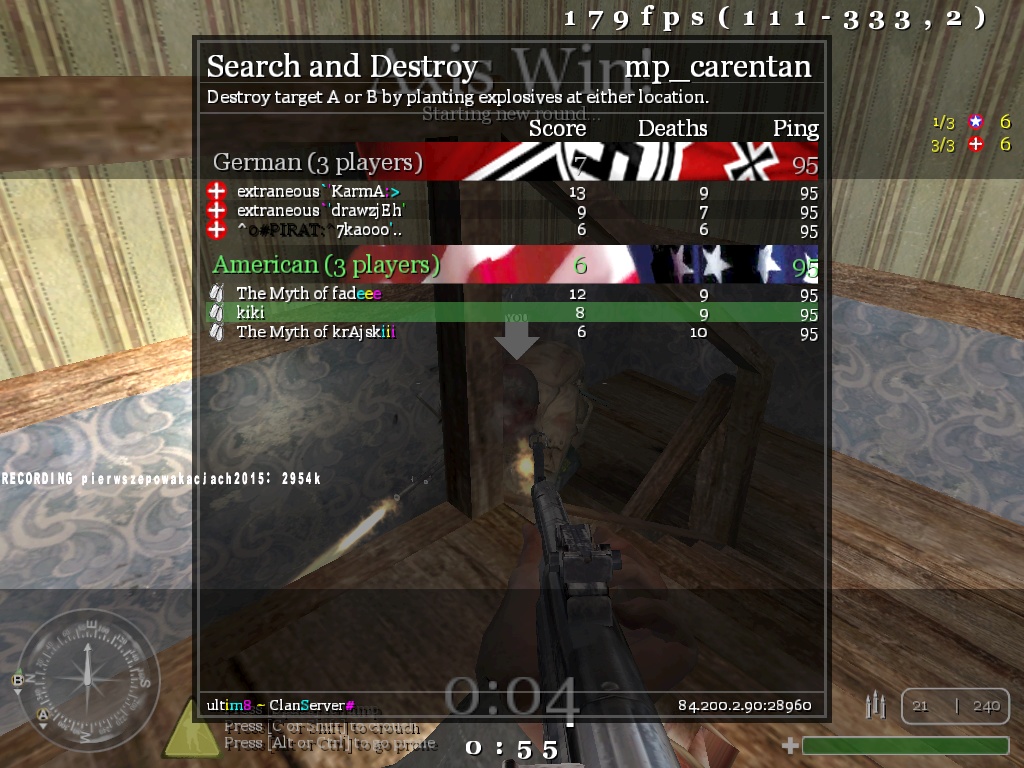 179fps(111-333,2)
Axis Win!
Search and Destroy mp_carentan
Destroy target A or B by planting explosives at either location.
Starting new round...
Score Deaths Ping
1/3 6
3/3 6
German (3 players) 7 95
extraneous`'KarmA:> 13 9 95
extraneous`'drawzjEh' 9 7 95
^o#PIRAT:^7kaooo'.. 6 6 95
American (3 players) 6 95
The Myth of fadeee 12 9 95
kiki 8 9 95
YOU
The Myth of krAjskiii 6 10 95
RECORDING pierwszepowakacjach2015: 2954k
E
N S
W
B
A
0:04
ultim8 ~ ClanServer# 84.200.2.90:28960
21 | 240
Press [C or Shift] to crouch
Press [Alt or Ctrl] to go prone
0:55